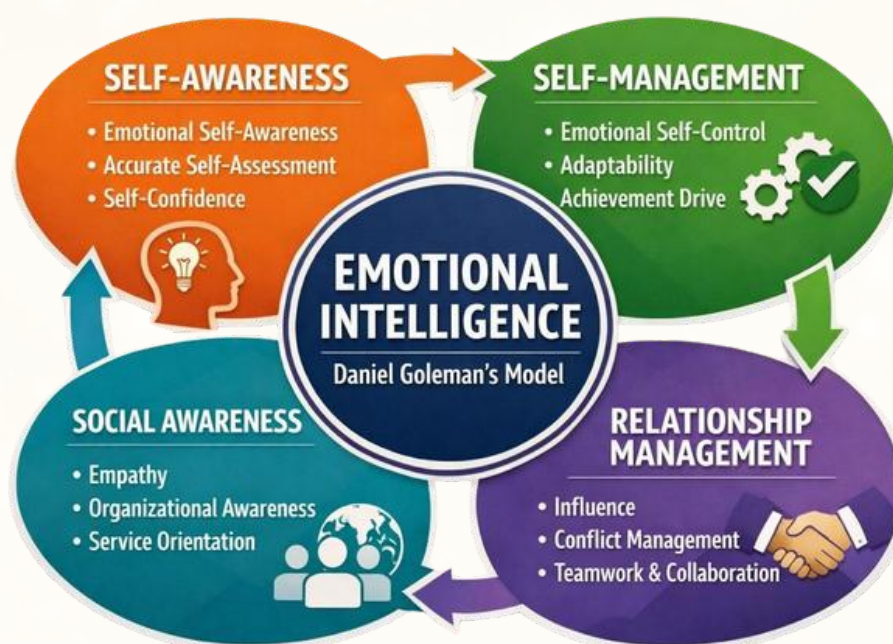 SELF-AWARENESS
• Emotional Self-Awareness
• Accurate Self-Assessment
• Self-Confidence
SELF-MANAGEMENT
• Emotional Self-Control
• Adaptability
Achievement Drive
EMOTIONAL
INTELLIGENCE
Daniel Goleman's Model
SOCIAL AWARENESS
• Empathy
• Organizational Awareness
• Service Orientation
RELATIONSHIP
MANAGEMENT
• Influence
• Conflict Management
• Teamwork & Collaboration